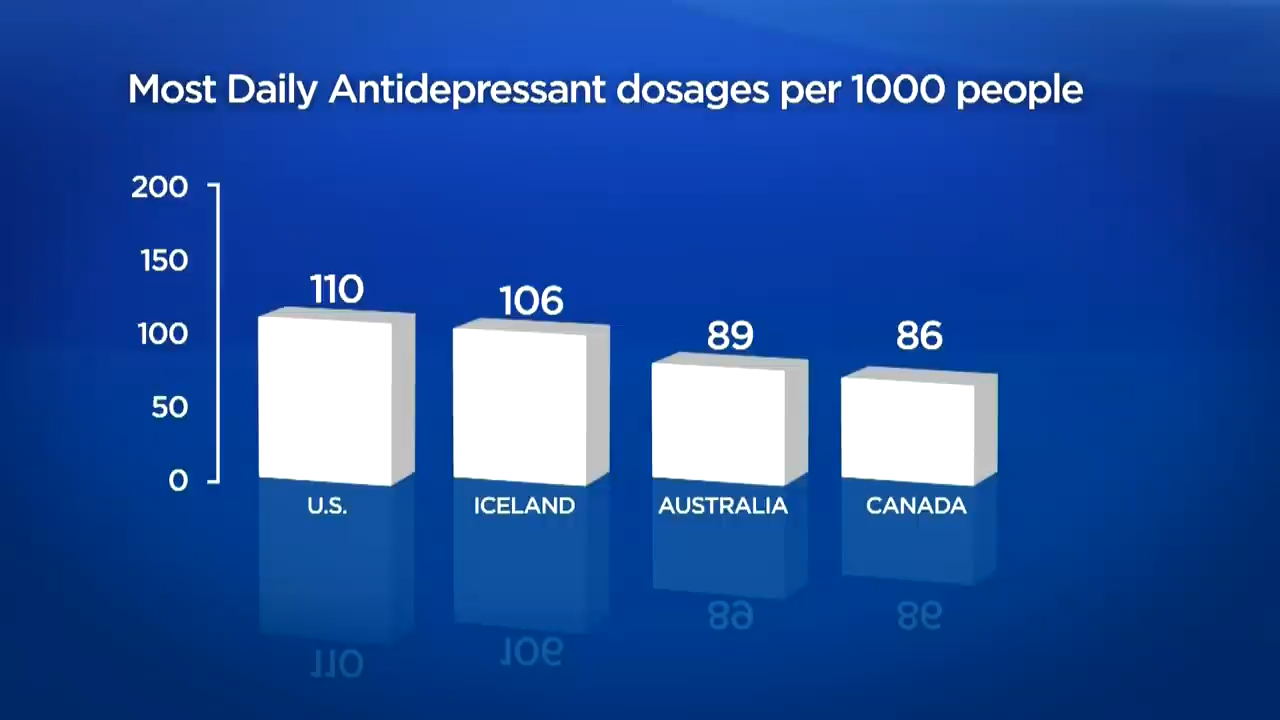 Most Daily Antidepressant dosages per 1000 people
200
150
100
50
0
110
106
89
86
U.S.
ICELAND
AUSTRALIA
CANADA